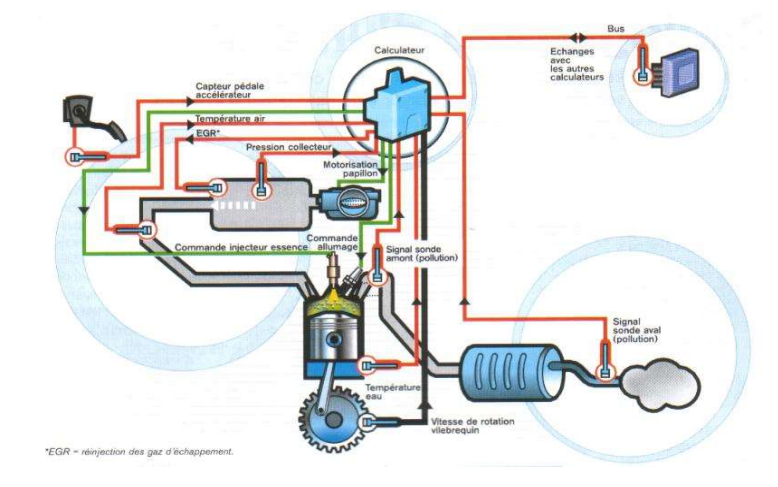 Bus
Calculateur
Echanges
avec
les autres
calculateurs
Capteur pédale
accélérateur
Température air
EGR*
Pression collecteur
Motorisation
papillon
Commande injecteur essence
Commande
allumage
Signal sonde
amont (pollution)
Signal
sonde aval
(pollution)
Température
eau
Vitesse de rotation
vilebrequin
*EGR = réinjection des gaz d'échappement.